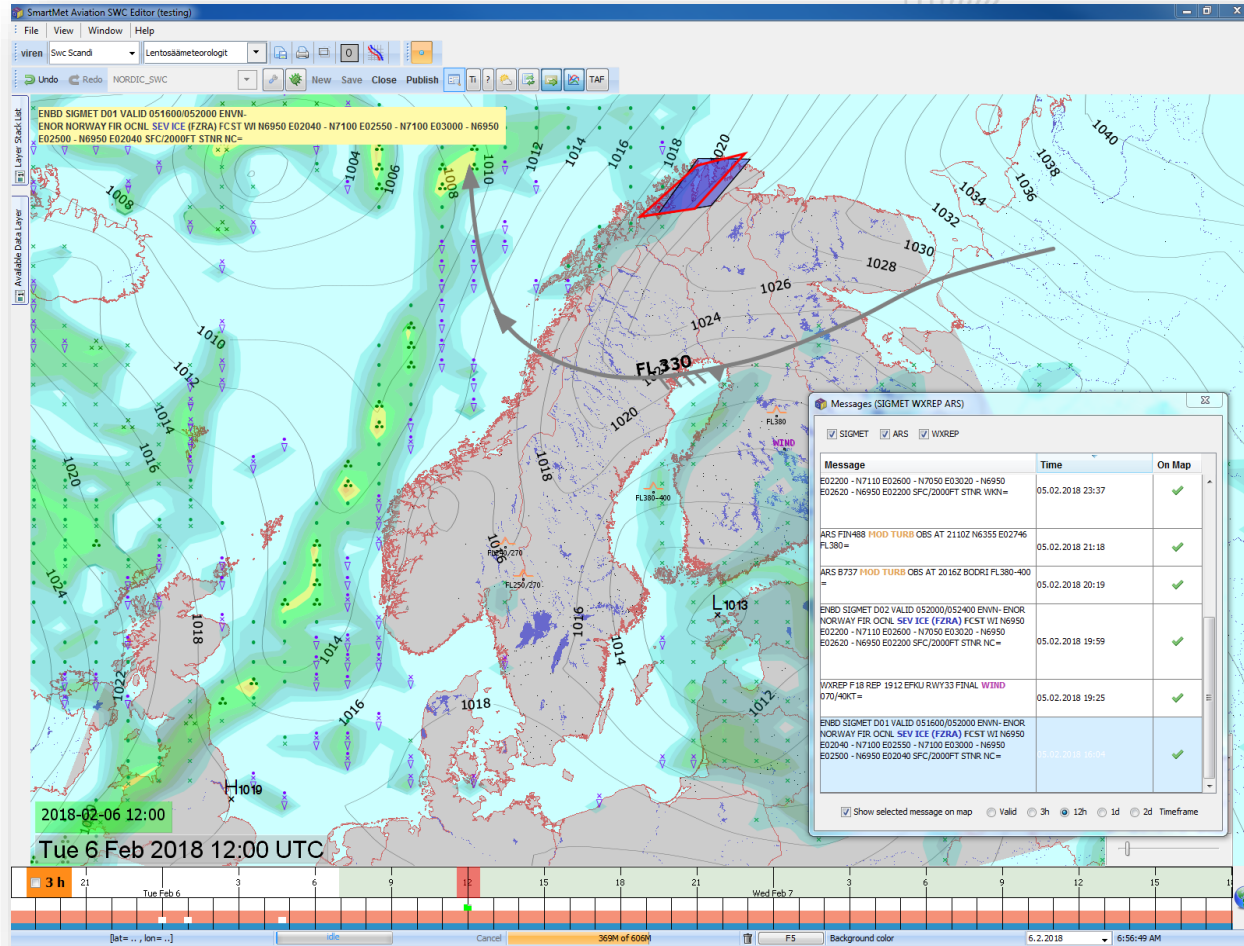 SmartMet Aviation SWC Editor (testing)
File View Window Help
viren Swc Scandi Lentosäämeteorologit 0
Undo Redo NORDIC_SWC New Save Close Publish Ti ? TAF
Layer Stack List
Available Data Layer
ENBD SIGMET D01 VALID 051600/052000 ENVN-
ENOR NORWAY FIR OCNL SEV ICE (FZRA) FCST WI N6950 E02040 - N7100 E02550 - N7100 E03000 - N6950
E02500 - N6950 E02040 SFC/2000FT STNR NC=
1004
1006
1008
1010
1012
1014
1016
1018
1020
1040
1038
1036
1034
1032
1030
1028
1026
1024
1008
1010
1012
1014
1016
1020
1024
FL330
1020
1018
1016
FL380
WIND
FL380-400
FL250/270
L1013
1016
1014
1018
1014
1022
1016
1018
1012
H1019
Messages (SIGMET WXREP ARS)
SIGMET ARS WXREP
Message Time On Map
E02200 - N7110 E02600 - N7050 E03020 - N6950
E02620 - N6950 E02200 SFC/2000FT STNR WKN=
05.02.2018 23:37
ARS FIN488 MOD TURB OBS AT 2110Z N6355 E02746
FL380=
05.02.2018 21:18
ARS B737 MOD TURB OBS AT 2016Z BODRI FL380-400
=
05.02.2018 20:19
ENBD SIGMET D02 VALID 052000/052400 ENVN- ENOR
NORWAY FIR OCNL SEV ICE (FZRA) FCST WI N6950
E02200 - N7110 E02600 - N7050 E03020 - N6950
E02620 - N6950 E02200 SFC/2000FT STNR NC=
05.02.2018 19:59
WXREP F18 REP 1912 EFKU RWY33 FINAL WIND
070/40KT=
05.02.2018 19:25
ENBD SIGMET D01 VALID 051600/052000 ENVN- ENOR
NORWAY FIR OCNL SEV ICE (FZRA) FCST WI N6950
E02040 - N7100 E02550 - N7100 E03000 - N6950
E02500 - N6950 E02040 SFC/2000FT STNR NC=
05.02.2018 16:04
Show selected message on map Valid 3h 12h 1d 2d Timeframe
2018-02-06 12:00
Tue 6 Feb 2018 12:00 UTC
3 h 21 3 6 9 12 15 18 21 3 6 9 12 15
Tue Feb 6 Wed Feb 7
[lat= .. , lon= ..] idle Cancel 369M of 606M F5 Background color 6.2.2018 6:56:49 AM